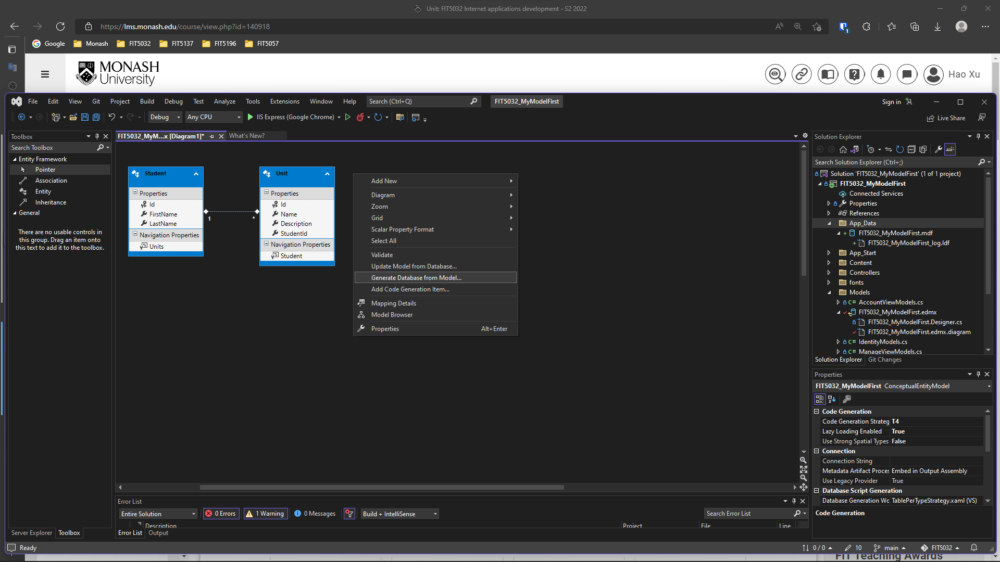 Unit: FIT5032 Internet applications development - S2 2022
https://lms.monash.edu/course/view.php?id=140918
1
Google
Monash
FIT5032
FIT5137
FIT5196
FIT5057
MONASH
University
Hao Xu
File Edit View Git Project Build Debug Test Analyze Tools Extensions Window Help
Search (Ctrl+Q)
FIT5032_MyModelFirst
Sign in
Debug
Any CPU
IIS Express (Google Chrome)
Live Share
Toolbox
Search Toolbox
Entity Framework
Pointer
Association
Entity
Inheritance
General
There are no usable controls in
this group. Drag an item onto
this text to add it to the toolbox.
Server Explorer
Toolbox
FIT5032_MyM...x [Diagram1]*
What's New?
Student
Properties
Id
FirstName
LastName
Navigation Properties
Units
1
*
Unit
Properties
Id
Name
Description
StudentId
Navigation Properties
Student
Add New
Diagram
Zoom
Grid
Scalar Property Format
Select All
Validate
Update Model from Database...
Generate Database from Model...
Add Code Generation Item...
Mapping Details
Model Browser
Properties Alt+Enter
Error List
Entire Solution
0 Errors
1 Warning
0 Messages
Build + IntelliSense
Search Error List
Description
Project
File
Line
Error List
Output
Solution Explorer
Search Solution Explorer (Ctrl+;)
Solution 'FIT5032_MyModelFirst' (1 of 1 project)
FIT5032_MyModelFirst
Connected Services
Properties
References
App_Data
FIT5032_MyModelFirst.mdf
FIT5032_MyModelFirst_log.ldf
App_Start
Content
Controllers
fonts
Models
C# AccountViewModels.cs
FIT5032_MyModelFirst.edmx
FIT5032_MyModelFirst.Designer.cs
FIT5032_MyModelFirst.edmx.diagram
C# IdentityModels.cs
C# ManageViewModels.cs
Solution Explorer
Git Changes
Properties
FIT5032_MyModelFirst ConceptualEntityModel
Code Generation
Code Generation Strateg T4
Lazy Loading Enabled True
Use Strong Spatial Types False
Connection
Connection String
Metadata Artifact Proces Embed in Output Assembly
Use Legacy Provider True
Database Script Generation
Database Generation Wc TablePerTypeStrategy.xaml (VS)
Code Generation
Ready
0 / 0
10
main
FIT5032
FIT Teaching Awards